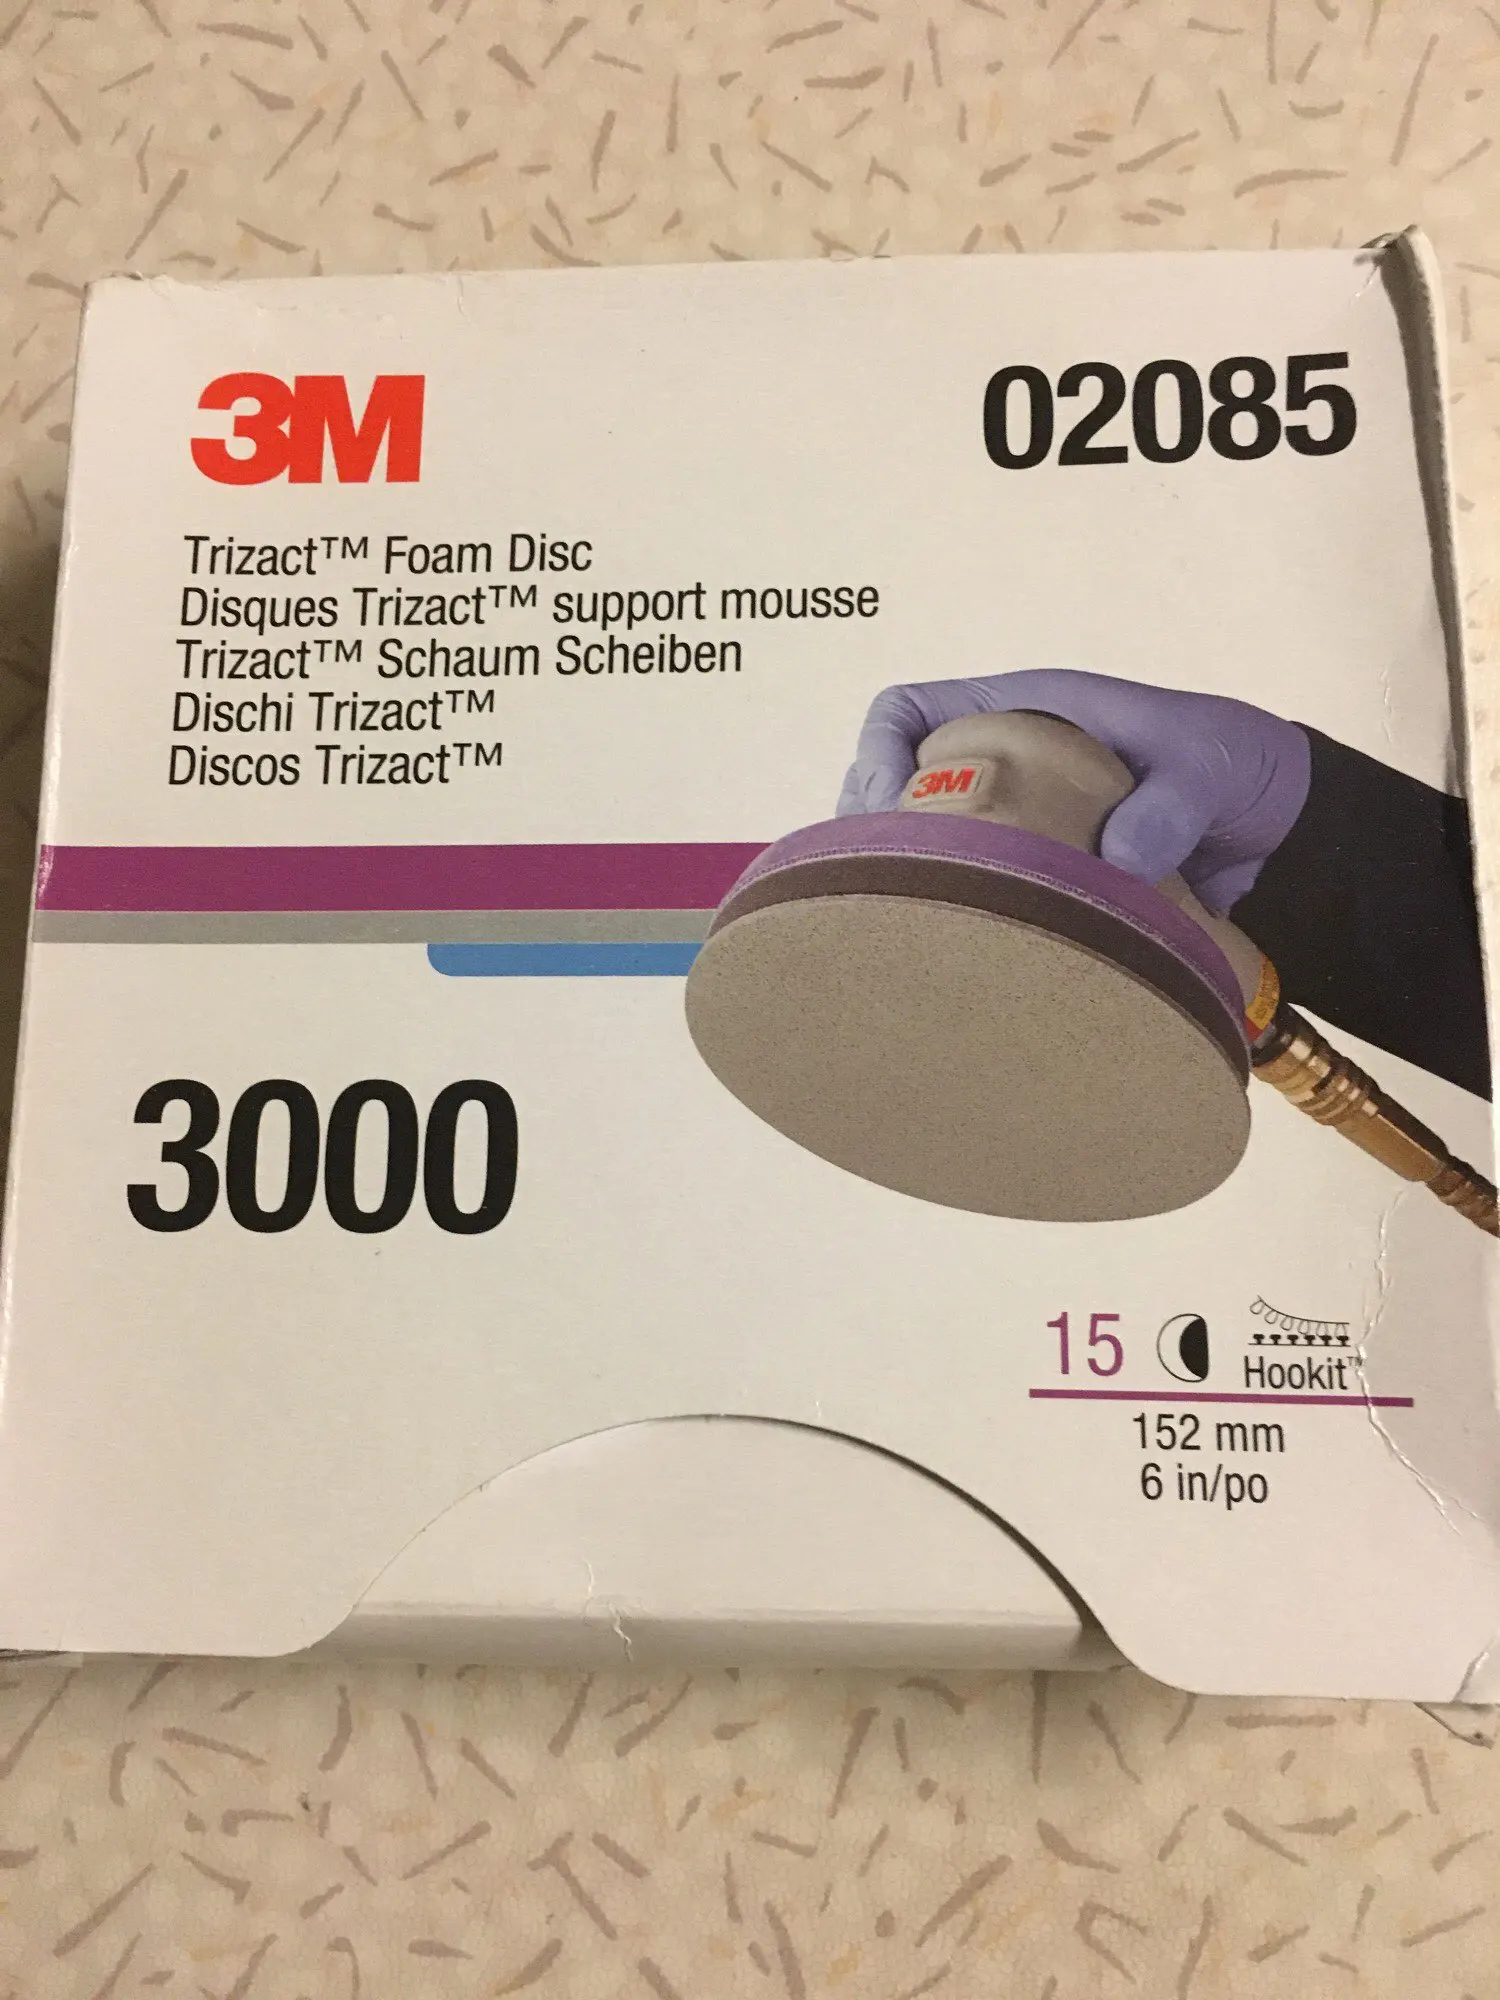 3M
02085
Trizact™ Foam Disc
Disques Trizact™ support mousse
Trizact™ Schaum Scheiben
Dischi Trizact™
Discos Trizact™
3M
3000
15
Hookit™
152 mm
6 in/po